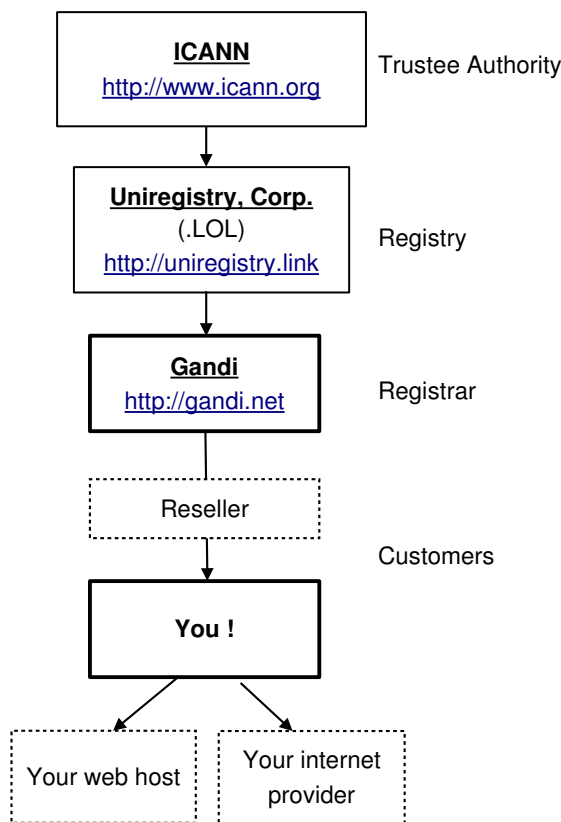 ICANN
http://www.icann.org
Trustee Authority
Uniregistry, Corp.
(.LOL)
http://uniregistry.link
Registry
Gandi
http://gandi.net
Registrar
Reseller
Customers
You !
Your web host
Your internet
provider